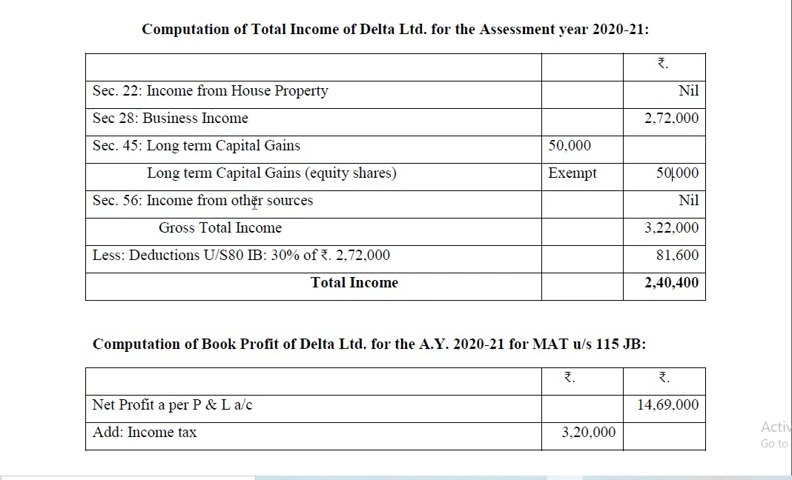 Computation of Total Income of Delta Ltd. for the Assessment year 2020-21:
₹.
Sec. 22: Income from House Property Nil
Sec 28: Business Income 2,72,000
Sec. 45: Long term Capital Gains 50,000
Long term Capital Gains (equity shares) Exempt 50,000
Sec. 56: Income from other sources Nil
Gross Total Income 3,22,000
Less: Deductions U/S80 IB: 30% of ₹. 2,72,000 81,600
Total Income 2,40,400
Computation of Book Profit of Delta Ltd. for the A.Y. 2020-21 for MAT u/s 115 JB:
₹. ₹.
Net Profit a per P & L a/c 14,69,000
Add: Income tax 3,20,000
Activ
Go to